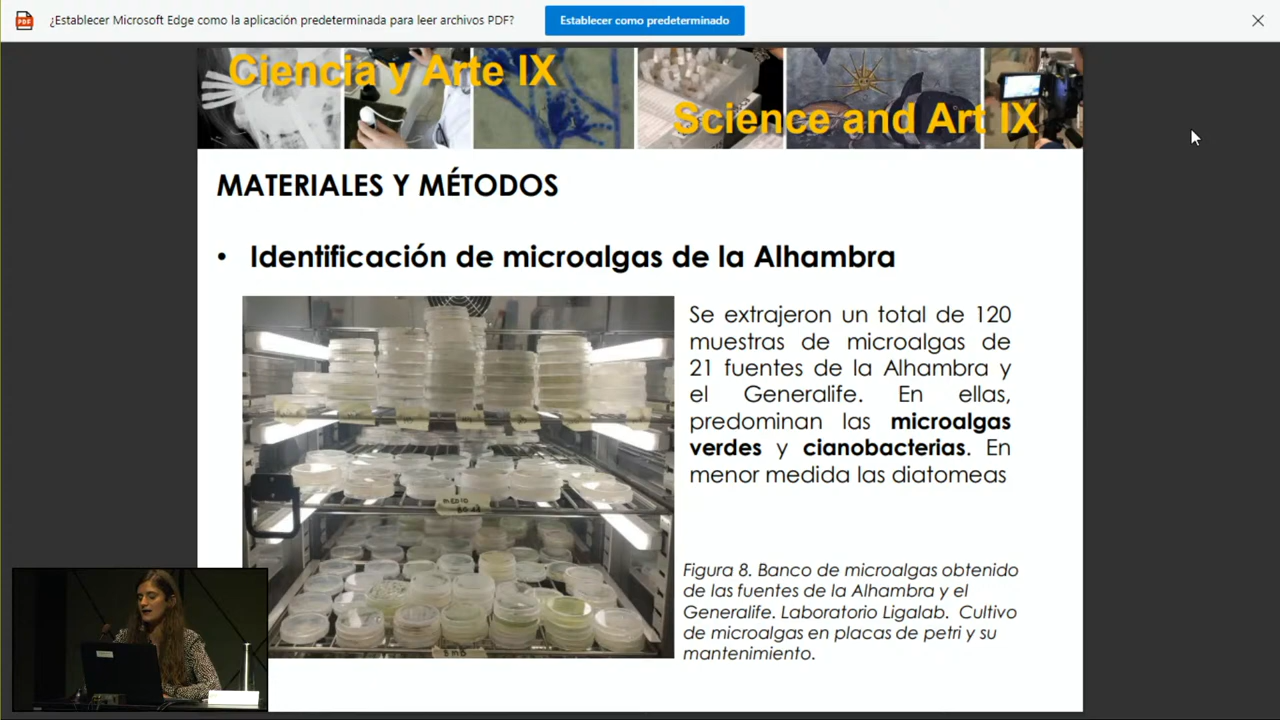 ¿Establecer Microsoft Edge como la aplicación predeterminada para leer archivos PDF?
Establecer como predeterminado
Ciencia y Arte IX
Science and Art IX
MATERIALES Y MÉTODOS
• Identificación de microalgas de la Alhambra
Se extrajeron un total de 120
muestras de microalgas de
21 fuentes de la Alhambra y
el Generalife. En ellas,
predominan las microalgas
verdes y cianobacterias. En
menor medida las diatomeas
MEDIO
Figura 8. Banco de microalgas obtenido
de las fuentes de la Alhambra y el
Generalife. Laboratorio Ligalab. Cultivo
de microalgas en placas de petri y su
mantenimiento.